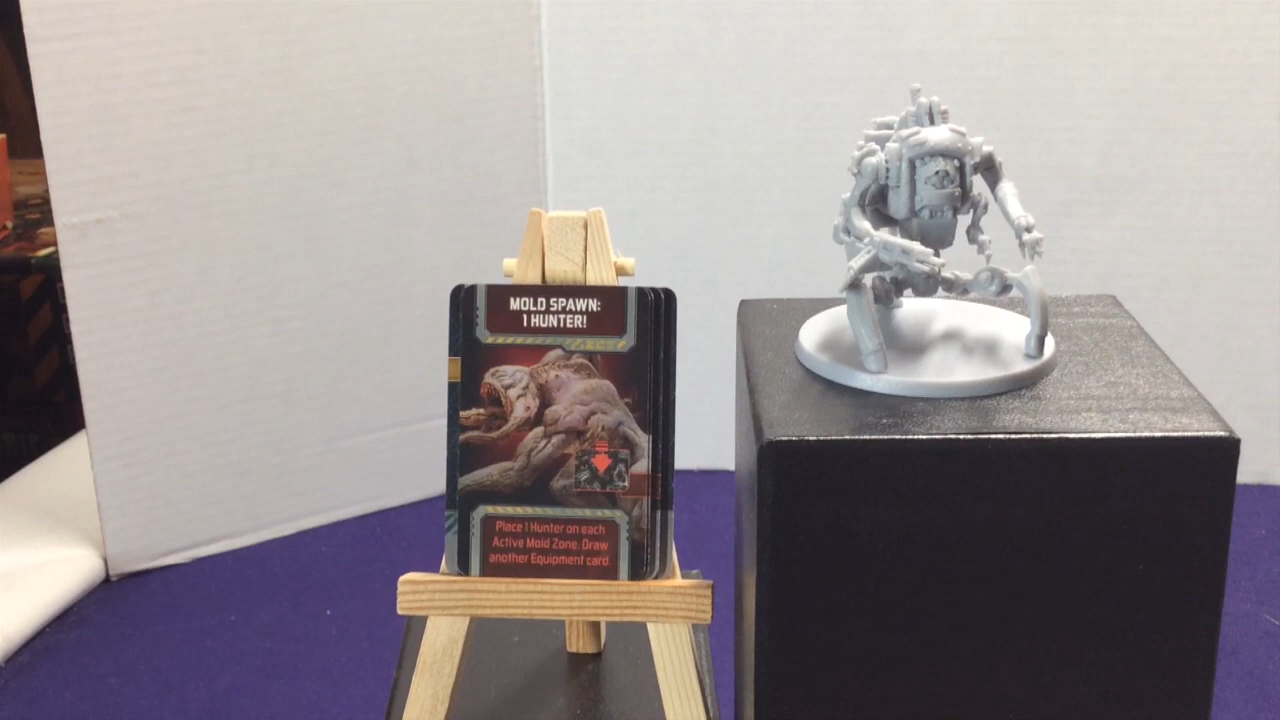 MOLD SPAWN:
1 HUNTER!
Place 1 Hunter on each
Active Mold Zone. Draw
another Equipment card.